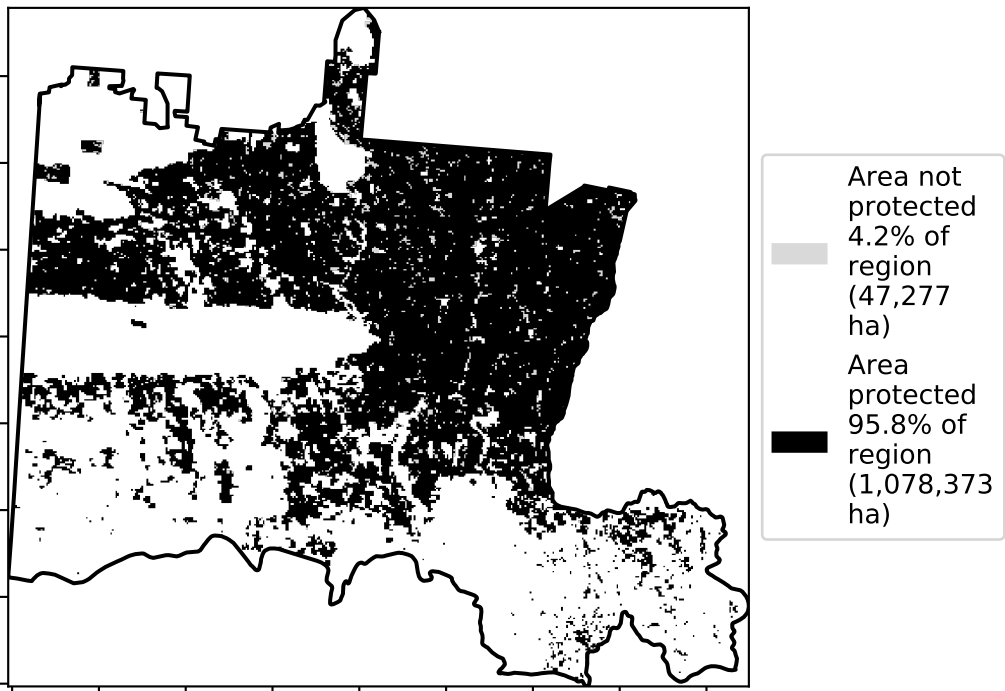 Area not
protected
4.2% of
region
(47,277
ha)
Area
protected
95.8% of
region
(1,078,373
ha)